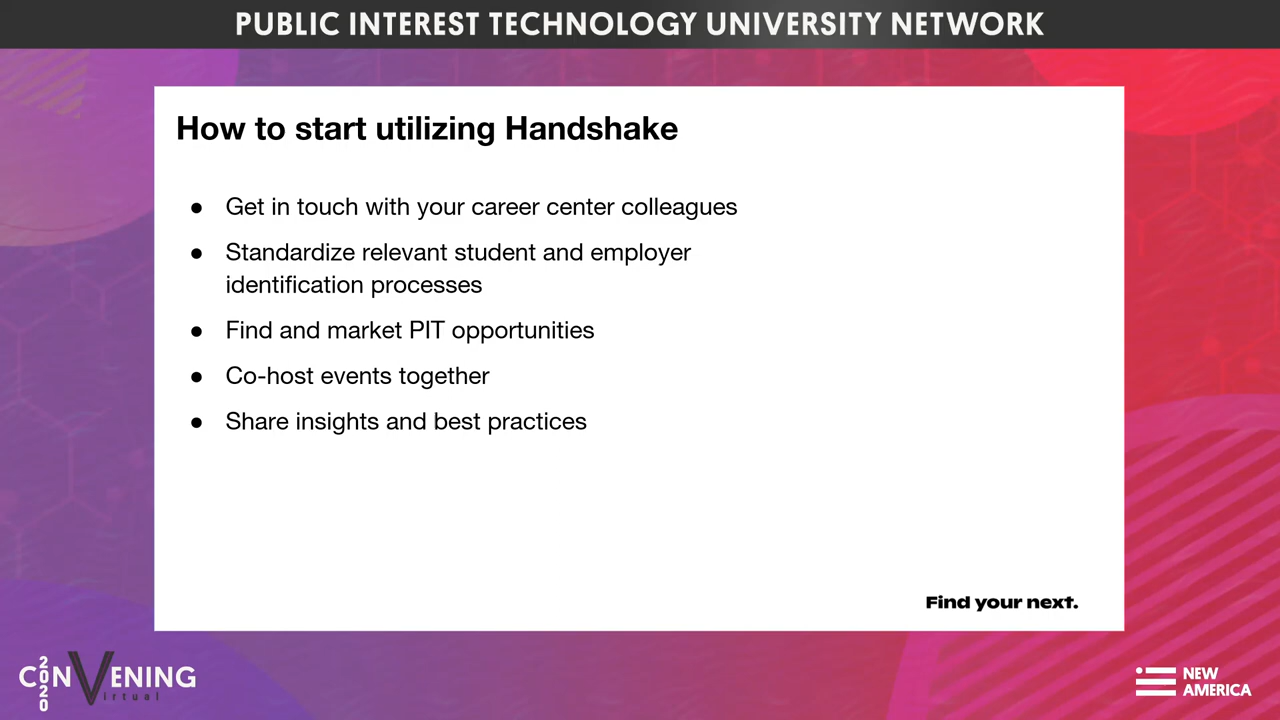 PUBLIC INTEREST TECHNOLOGY UNIVERSITY NETWORK
How to start utilizing Handshake
● Get in touch with your career center colleagues
● Standardize relevant student and employer
identification processes
● Find and market PIT opportunities
● Co-host events together
● Share insights and best practices
Find your next.
2020
CONVENING
Virtual
NEW
AMERICA